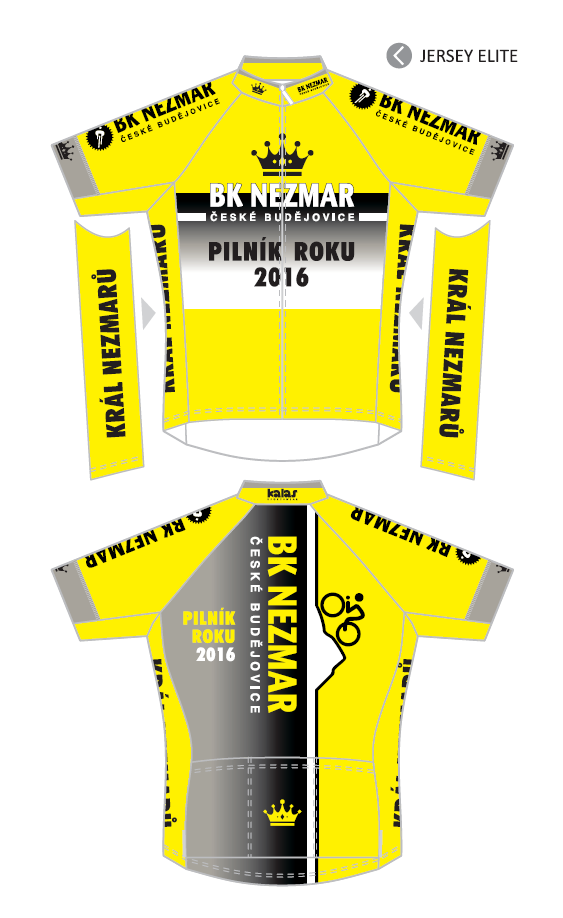 JERSEY ELITE
BK NEZMAR
ČESKÉ BUDĚJOVICE
BK NEZMAR
BK NEZMAR
ČESKÉ BUDĚJOVICE
BK NEZMAR
ČESKÉ BUDĚJOVICE
PILNÍK ROKU
2016
KRÁL NEZMARŮ
KRÁL NEZMARŮ
KRÁL NEZMARŮ
KRÁL NEZMARŮ
kalas
BK NEZMAR
BK NEZMAR
BK NEZMAR
ČESKÉ BUDĚJOVICE
PILNÍK
ROKU
2016